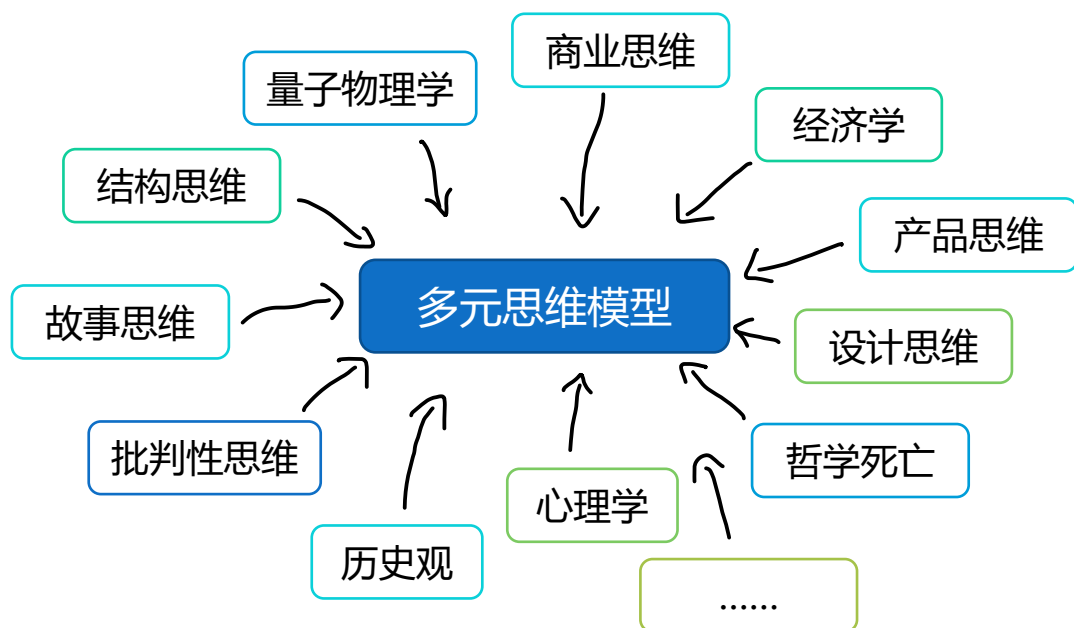 商业思维
量子物理学
经济学
结构思维
产品思维
故事思维
多元思维模型
设计思维
批判性思维
哲学死亡
心理学
历史观
......